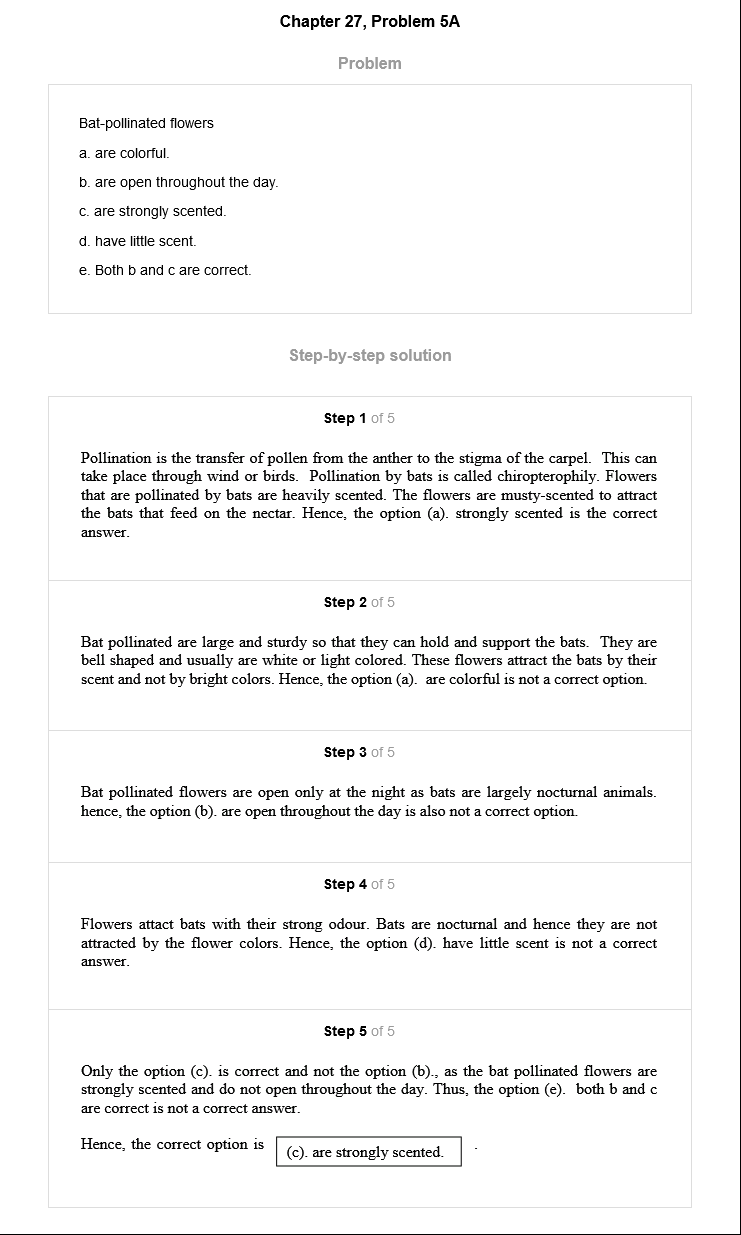 Chapter 27, Problem 5A
Problem
Bat-pollinated flowers
a. are colorful.
b. are open throughout the day.
c. are strongly scented.
d. have little scent.
e. Both b and c are correct.
Step-by-step solution
Step 1 of 5
Pollination is the transfer of pollen from the anther to the stigma of the carpel.  This can
take place through wind or birds.  Pollination by bats is called chiropterophily. Flowers
that are pollinated by bats are heavily scented. The flowers are musty-scented to attract
the bats that feed on the nectar. Hence, the option (a). strongly scented is the correct
answer.
Step 2 of 5
Bat pollinated are large and sturdy so that they can hold and support the bats.  They are
bell shaped and usually are white or light colored. These flowers attract the bats by their
scent and not by bright colors. Hence, the option (a).  are colorful is not a correct option.
Step 3 of 5
Bat pollinated flowers are open only at the night as bats are largely nocturnal animals.
hence, the option (b). are open throughout the day is also not a correct option.
Step 4 of 5
Flowers attact bats with their strong odour. Bats are nocturnal and hence they are not
attracted by the flower colors. Hence, the option (d). have little scent is not a correct
answer.
Step 5 of 5
Only the option (c). is correct and not the option (b)., as the bat pollinated flowers are
strongly scented and do not open throughout the day. Thus, the option (e).  both b and c
are correct is not a correct answer.
Hence, the correct option is (c). are strongly scented. .